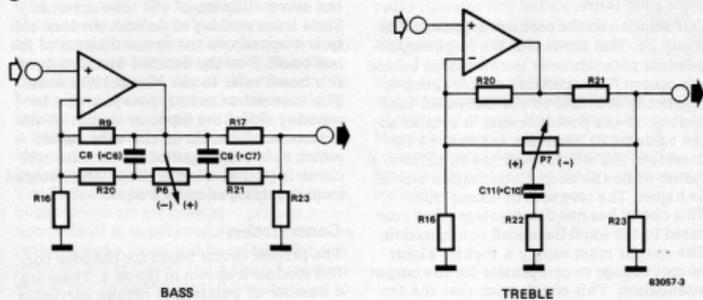 +
−
R9
R17
C8 (=C6)
C9 (=C7)
R20
P6
R21
(−) (+)
R16
R23
BASS
+
−
R20
R21
P7 (−)
C11(=C10)
R16
R22
R23
83057-3
TREBLE